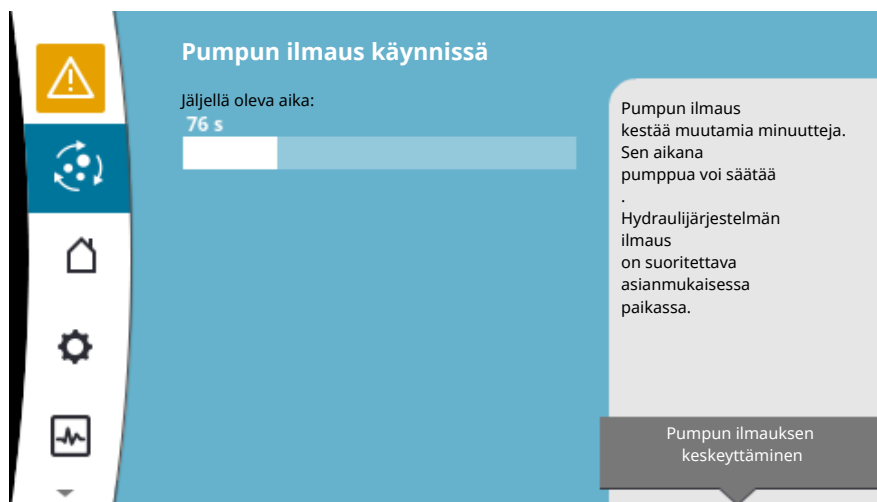 Pumpun ilmaus käynnissä
Jäljellä oleva aika:
76 s
Pumpun ilmaus
kestää muutamia minuutteja.
Sen aikana
pumppua voi säätää
.
Hydraulijärjestelmän
ilmaus
on suoritettava
asianmukaisessa
paikassa.
Pumpun ilmauksen
keskeyttäminen